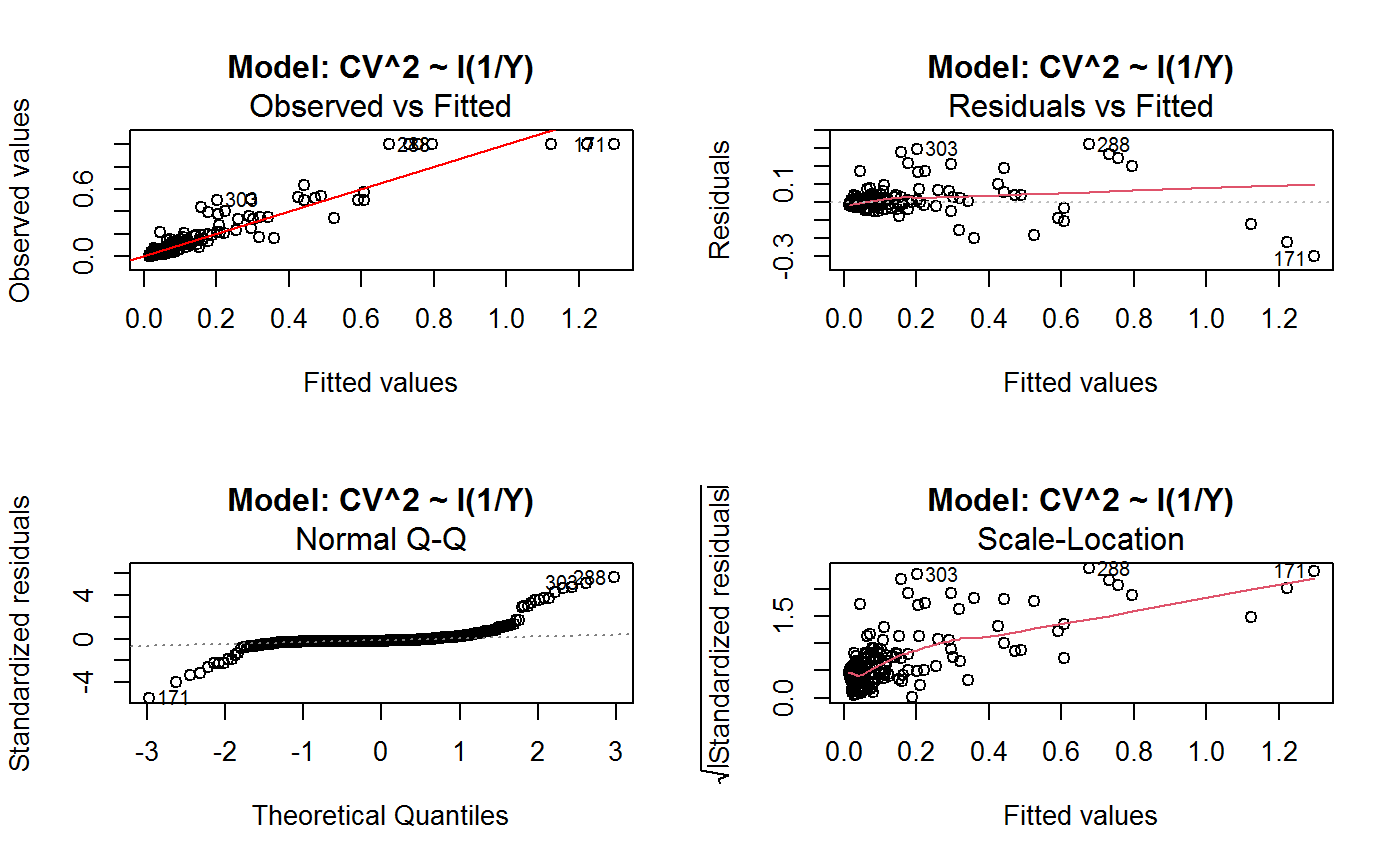 Model: CV^2 ~ I(1/Y)
Observed vs Fitted
Observed values
0.0 0.6
288
171
303
0.0 0.2 0.4 0.6 0.8 1.0 1.2
Fitted values
Model: CV^2 ~ I(1/Y)
Residuals vs Fitted
Residuals
-0.3 0.1
303
288
171
0.0 0.2 0.4 0.6 0.8 1.0 1.2
Fitted values
Model: CV^2 ~ I(1/Y)
Normal Q-Q
Standardized residuals
-4 0 4
303
288
171
-3 -2 -1 0 1 2 3
Theoretical Quantiles
Model: CV^2 ~ I(1/Y)
Scale-Location
√|Standardized residuals|
0.0 1.5
303
288
171
0.0 0.2 0.4 0.6 0.8 1.0 1.2
Fitted values